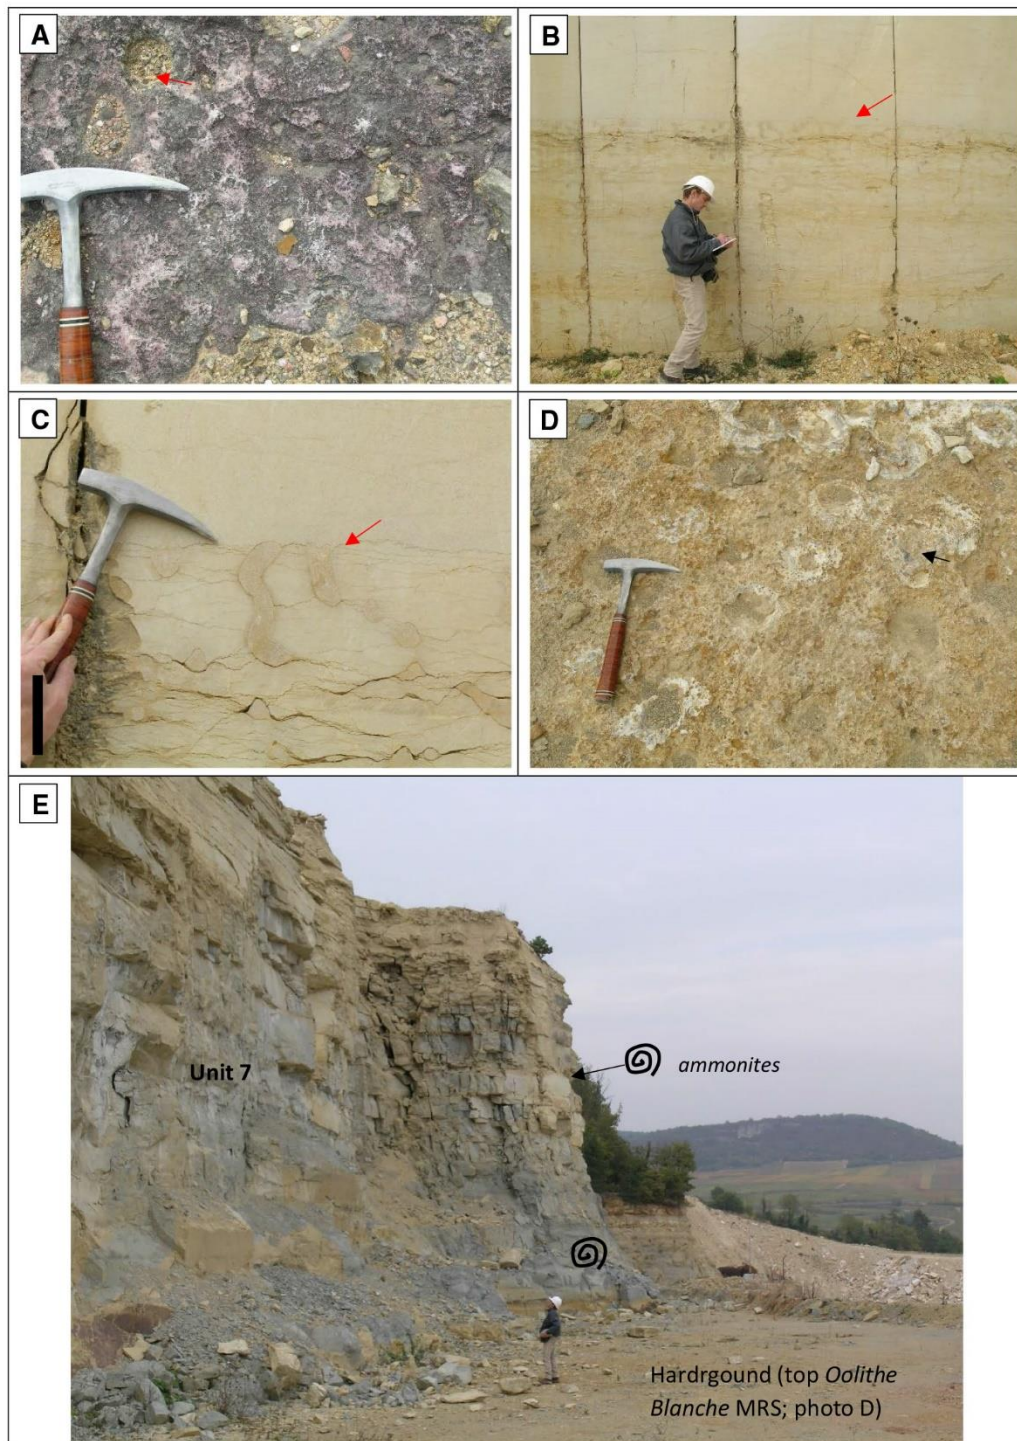 A
B
C
D
E
Unit 7
ammonites
Hardrgound (top Oolithe
Blanche MRS; photo D)